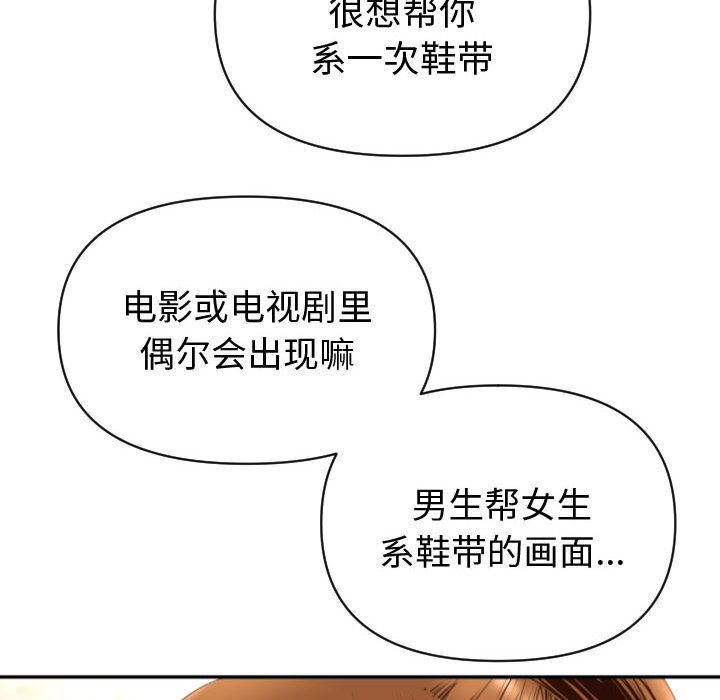 很想帮你
系一次鞋带
电影或电视剧里
偶尔会出现嘛
男生帮女生
系鞋带的画面...